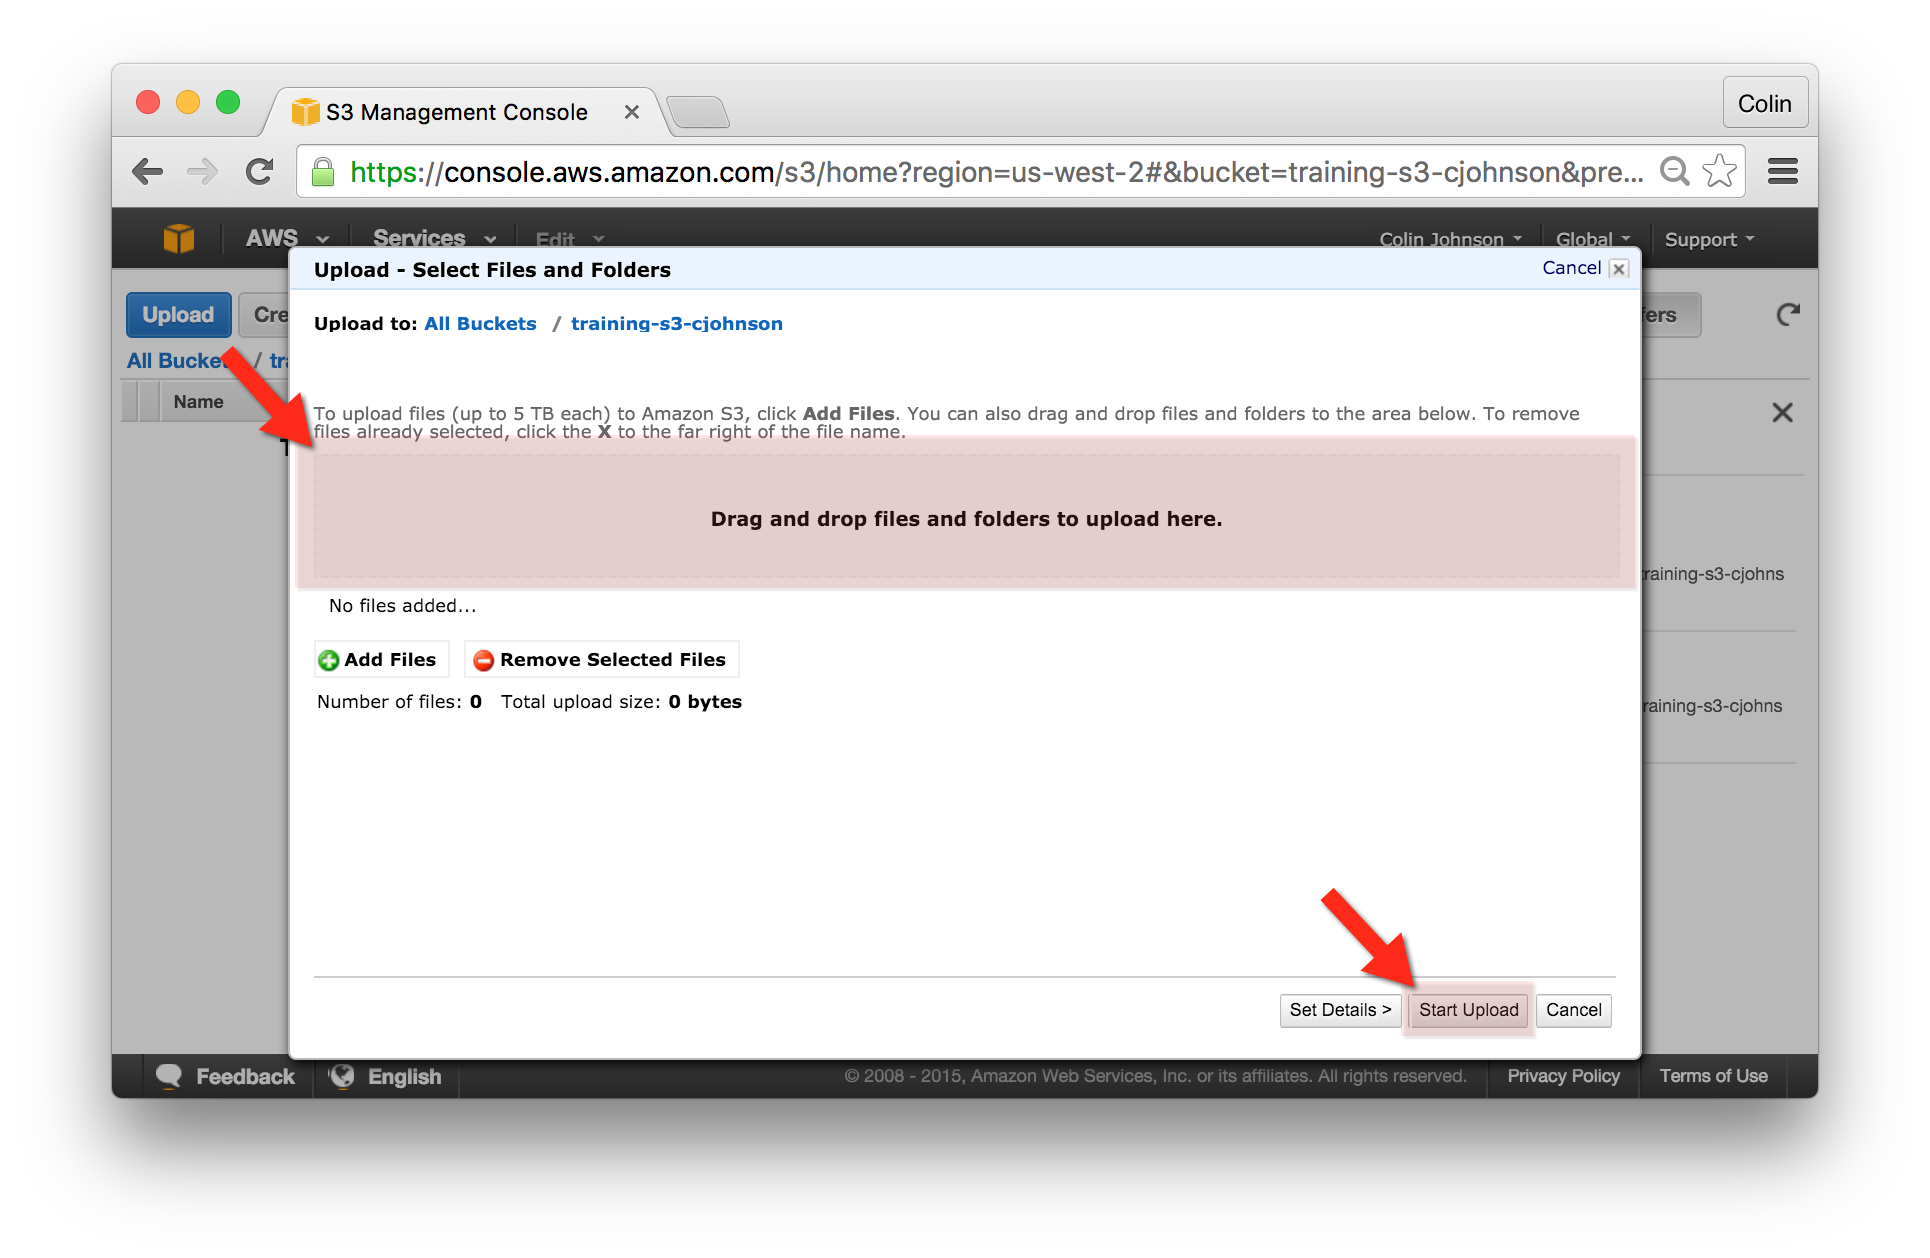 S3 Management Console
Colin
https://console.aws.amazon.com/s3/home?region=us-west-2#&bucket=training-s3-cjohnson&pre...
AWS Services Edit Colin Johnson Global Support
Upload - Select Files and Folders Cancel
Upload Cre
Upload to: All Buckets / training-s3-cjohnson
All Bucke / tra
Name
To upload files (up to 5 TB each) to Amazon S3, click Add Files. You can also drag and drop files and folders to the area below. To remove
files already selected, click the X to the far right of the file name.
Drag and drop files and folders to upload here.
raining-s3-cjohns
No files added...
Add Files Remove Selected Files
Number of files: 0 Total upload size: 0 bytes
raining-s3-cjohns
Set Details > Start Upload Cancel
Feedback English © 2008 - 2015, Amazon Web Services, Inc. or its affiliates. All rights reserved. Privacy Policy Terms of Use